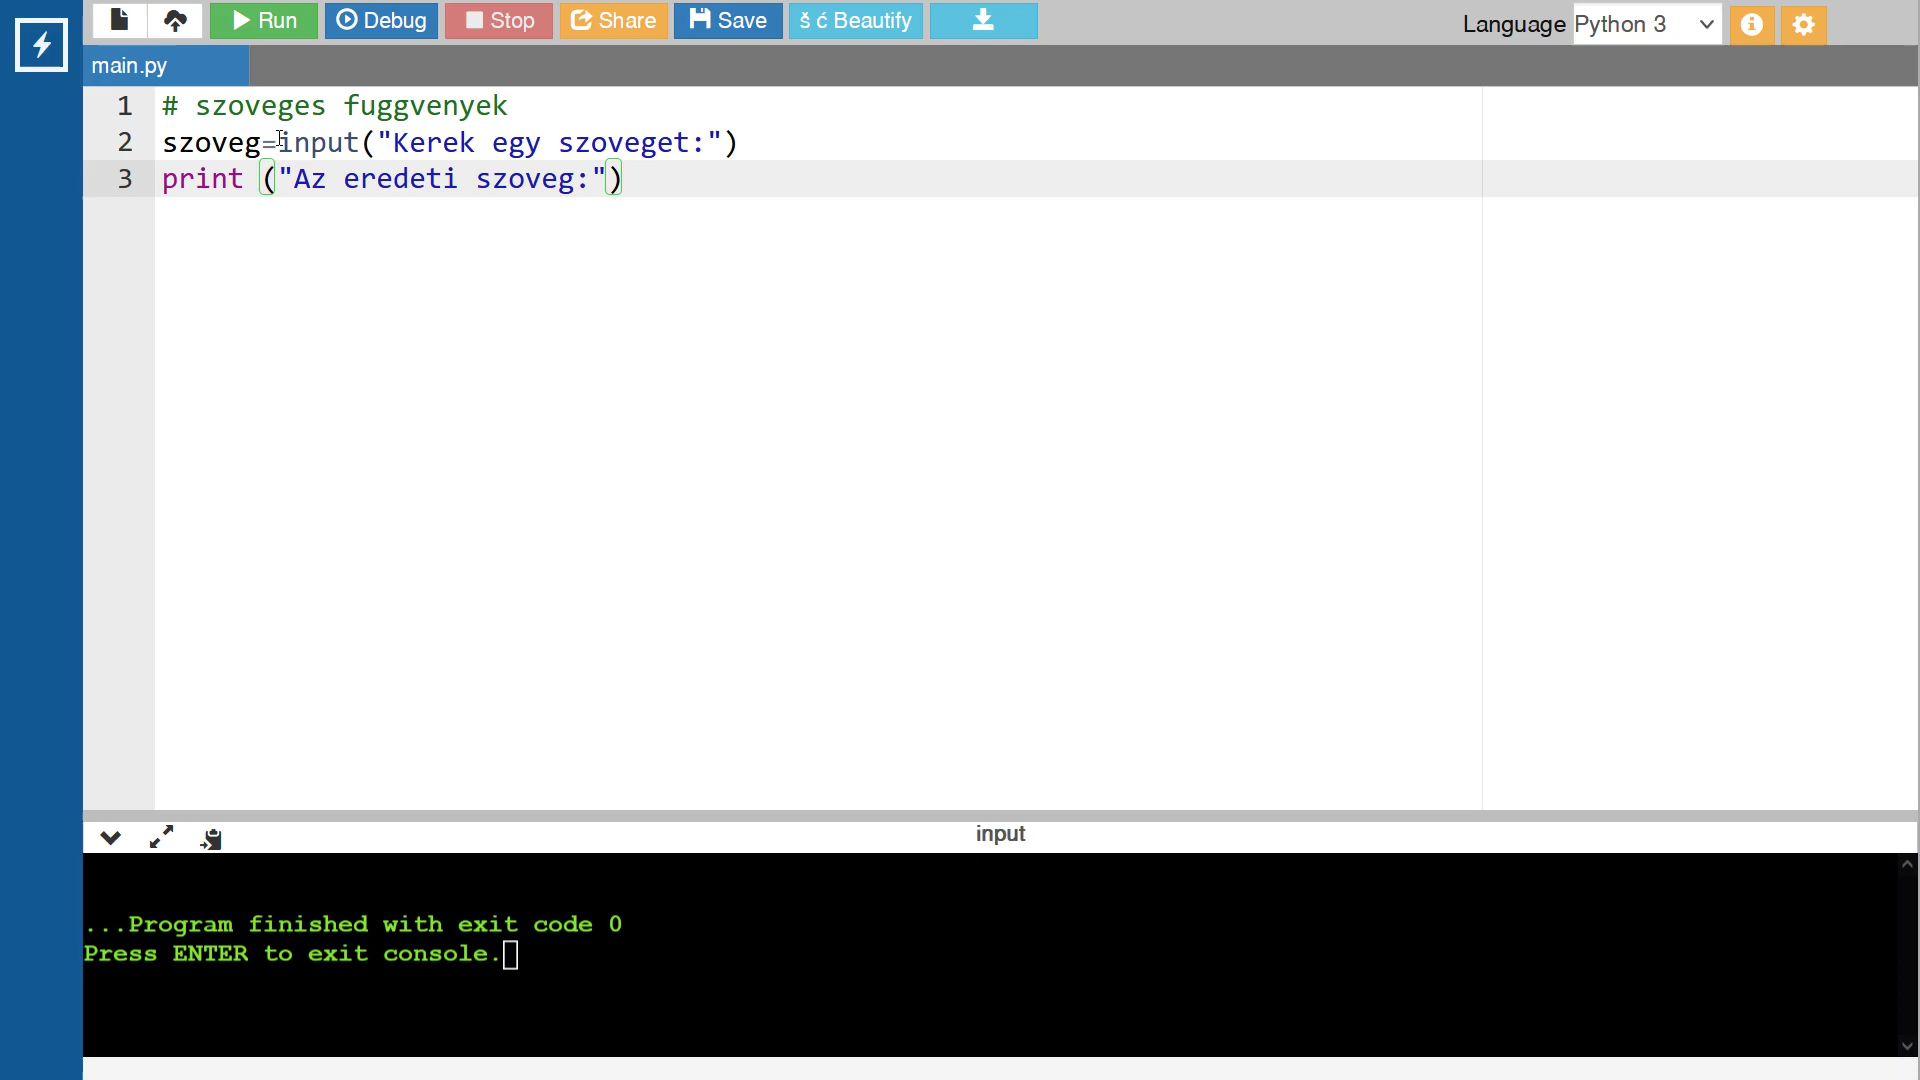 Run Debug Stop Share Save š ć Beautify Language Python 3
main.py
1 # szoveges fuggvenyek
2 szoveg=input("Kerek egy szoveget:")
3 print ("Az eredeti szoveg:")
input
...Program finished with exit code 0
Press ENTER to exit console.